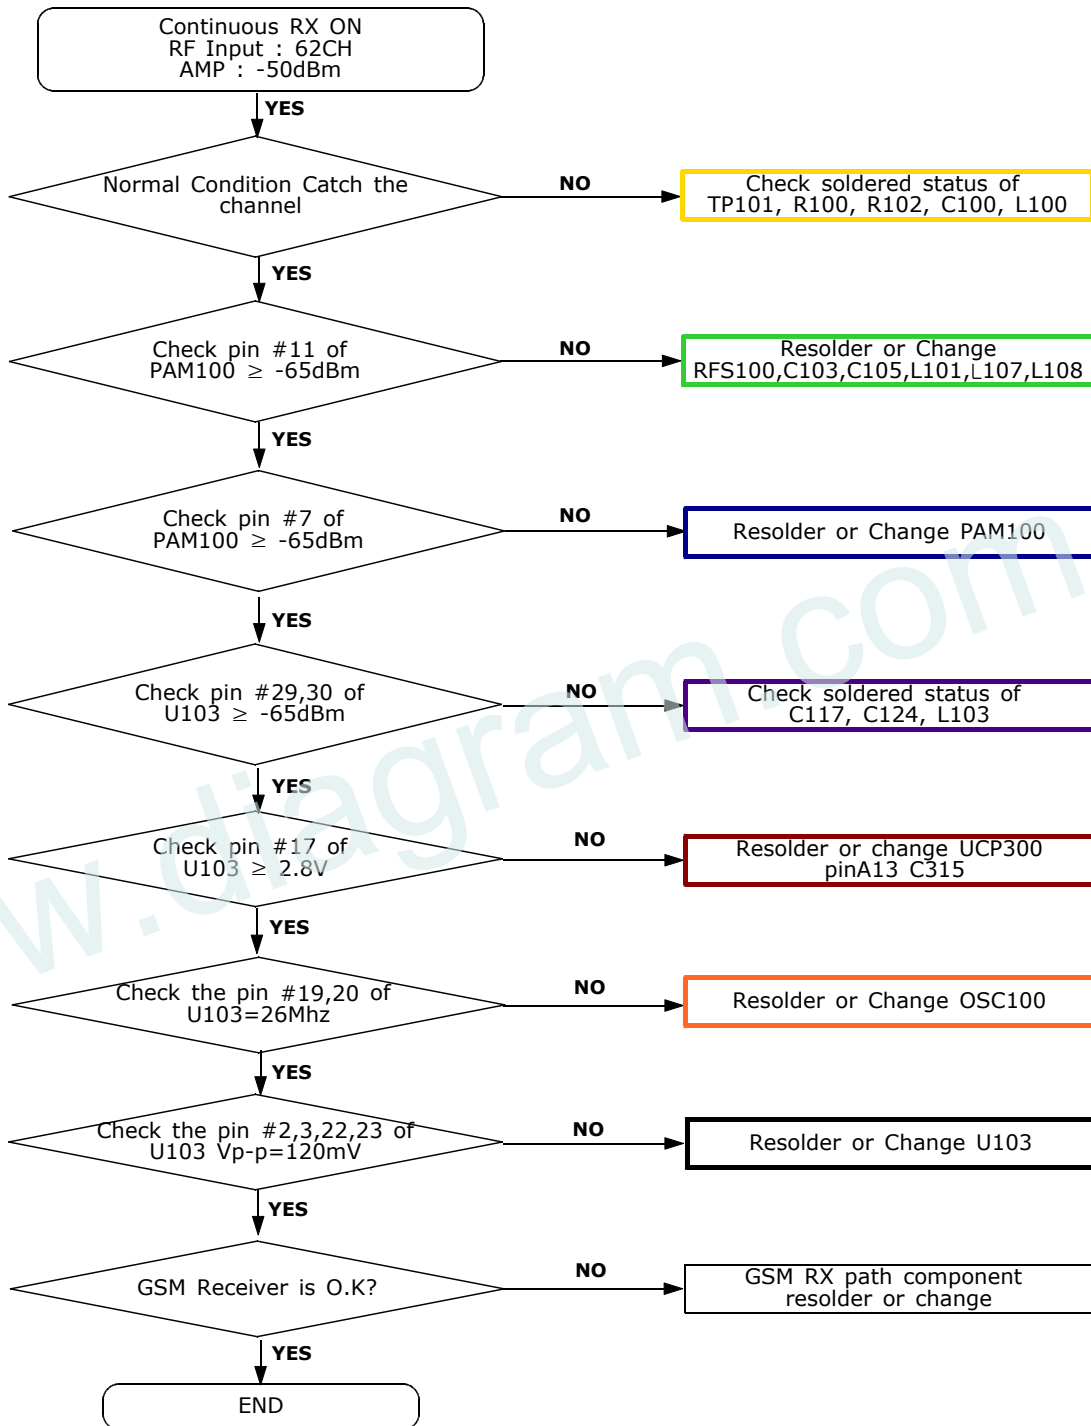 Continuous RX ON
RF Input : 62CH
AMP : -50dBm
YES
Normal Condition Catch the
channel
NO
Check soldered status of
TP101, R100, R102, C100, L100
YES
Check pin #11 of
PAM100 ≥ -65dBm
NO
Resolder or Change
RFS100,C103,C105,L101,L107,L108
YES
Check pin #7 of
PAM100 ≥ -65dBm
NO
Resolder or Change PAM100
YES
Check pin #29,30 of
U103 ≥ -65dBm
NO
Check soldered status of
C117, C124, L103
YES
Check pin #17 of
U103 ≥ 2.8V
NO
Resolder or change UCP300
pinA13 C315
YES
Check the pin #19,20 of
U103=26Mhz
NO
Resolder or Change OSC100
YES
Check the pin #2,3,22,23 of
U103 Vp-p=120mV
NO
Resolder or Change U103
YES
GSM Receiver is O.K?
NO
GSM RX path component
resolder or change
YES
END
w.diagram.com